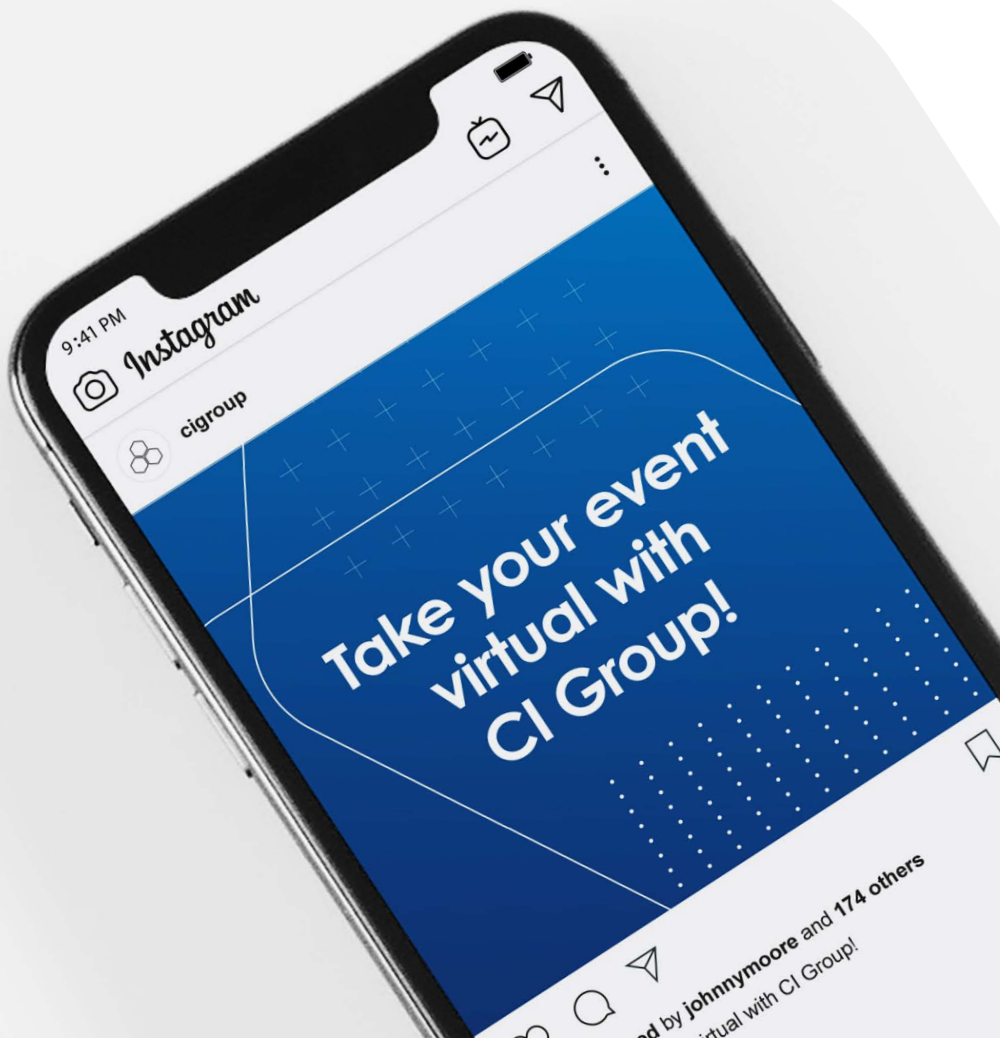 9:41 PM
Instagram
cigroup
Take your event
virtual with
CI Group!
by johnnymoore and 174 others
with CI Group!